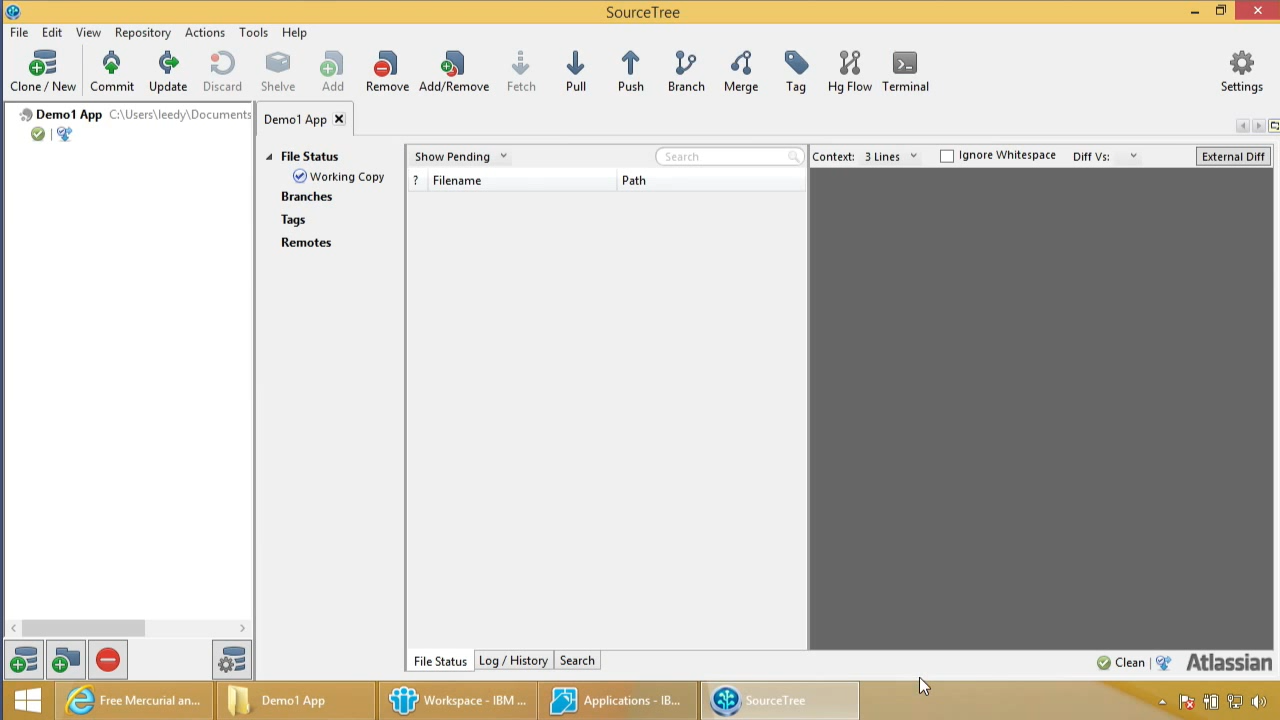 SourceTree
File Edit View Repository Actions Tools Help
Clone / New Commit Update Discard Shelve Add Remove Add/Remove Fetch Pull Push Branch Merge Tag Hg Flow Terminal Settings
Demo1 App C:\Users\leedy\Documents
Demo1 App
File Status
Working Copy
Branches
Tags
Remotes
Show Pending Search
? Filename Path
Context: 3 Lines Ignore Whitespace Diff Vs: External Diff
File Status Log / History Search
Clean Atlassian
Free Mercurial an... Demo1 App Workspace - IBM ... Applications - IB... SourceTree